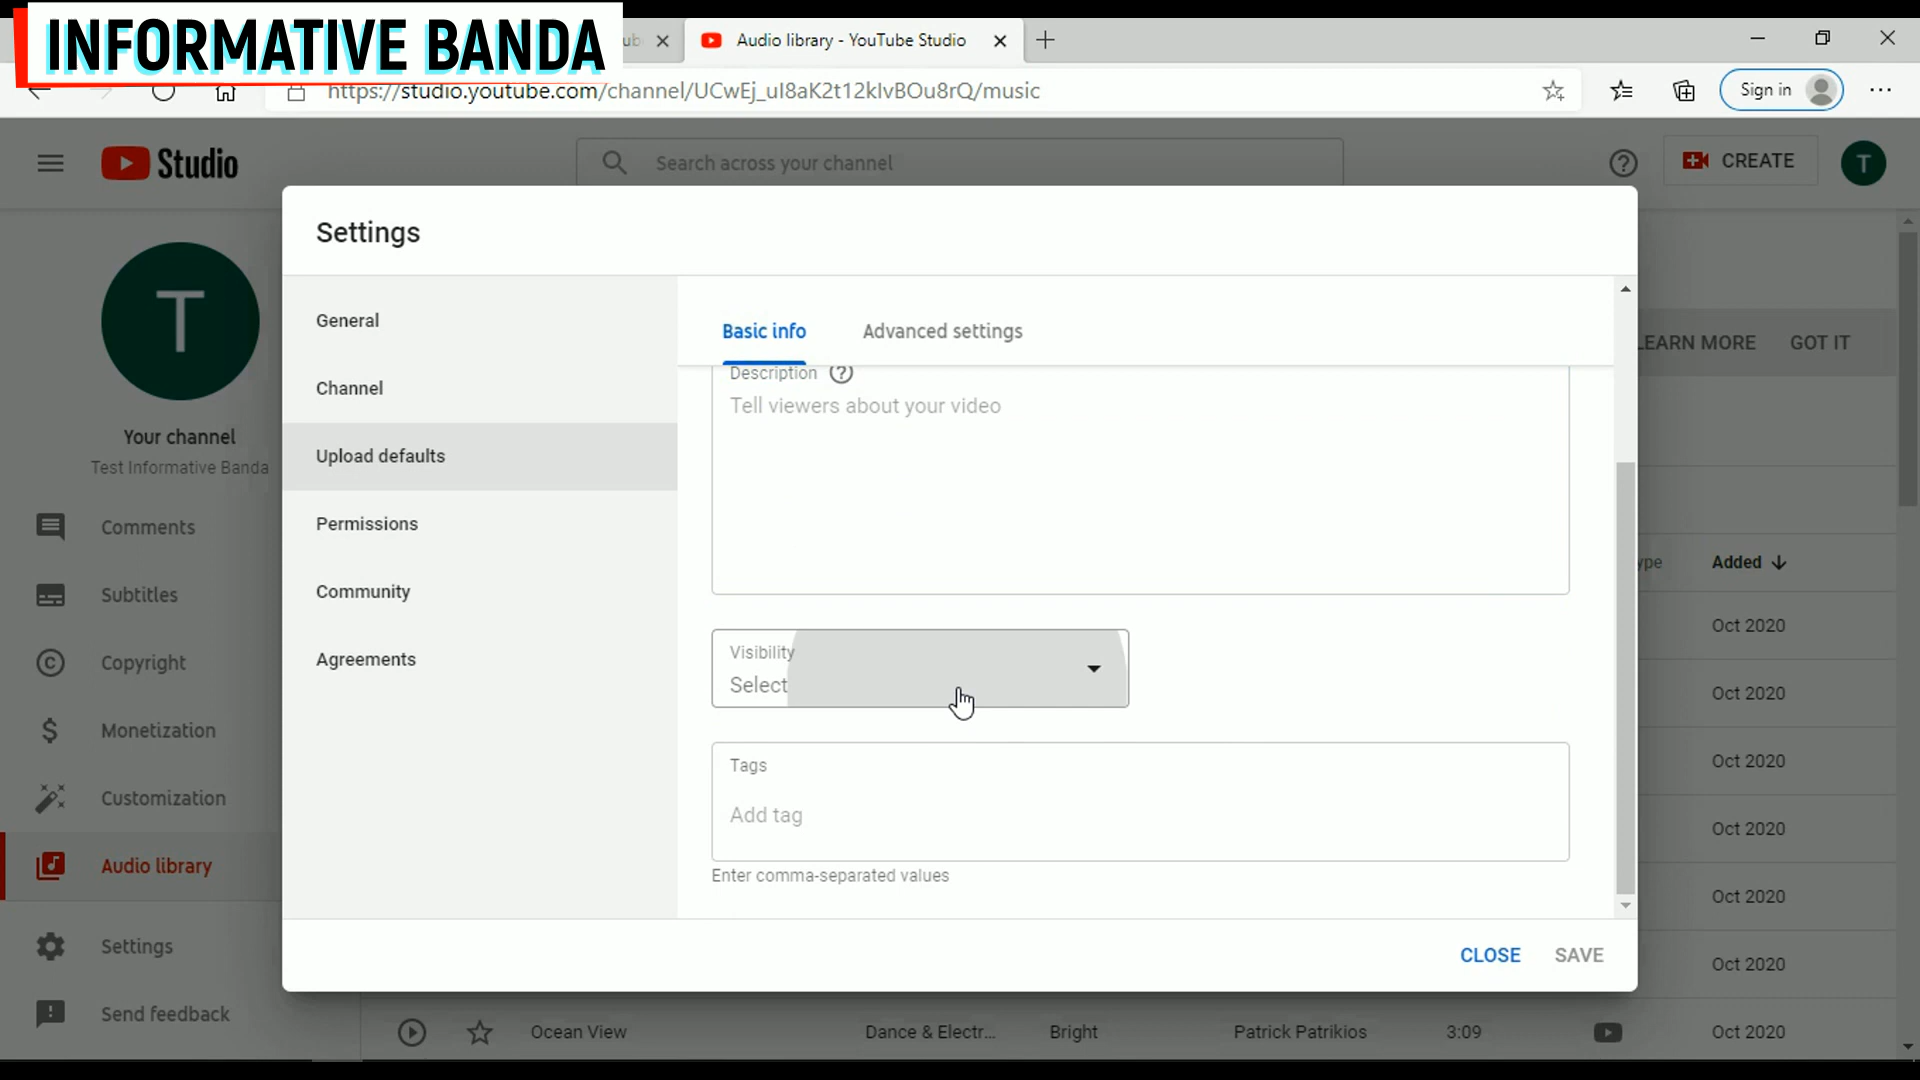 INFORMATIVE BANDA
Audio library - YouTube Studio
https://studio.youtube.com/channel/UCwEj_uI8aK2t12kIvBOu8rQ/music
Sign in
Studio
Search across your channel
CREATE
T
Settings
T
Your channel
Test Informative Banda
Comments
Subtitles
Copyright
Monetization
Customization
Audio library
Settings
Send feedback
General
Channel
Upload defaults
Permissions
Community
Agreements
Basic info
Advanced settings
Description
Tell viewers about your video
Visibility
Select
Tags
Add tag
Enter comma-separated values
CLOSE
SAVE
LEARN MORE
GOT IT
Added
Oct 2020
Oct 2020
Oct 2020
Oct 2020
Oct 2020
Oct 2020
Ocean View
Dance & Electr...
Bright
Patrick Patrikios
3:09
Oct 2020